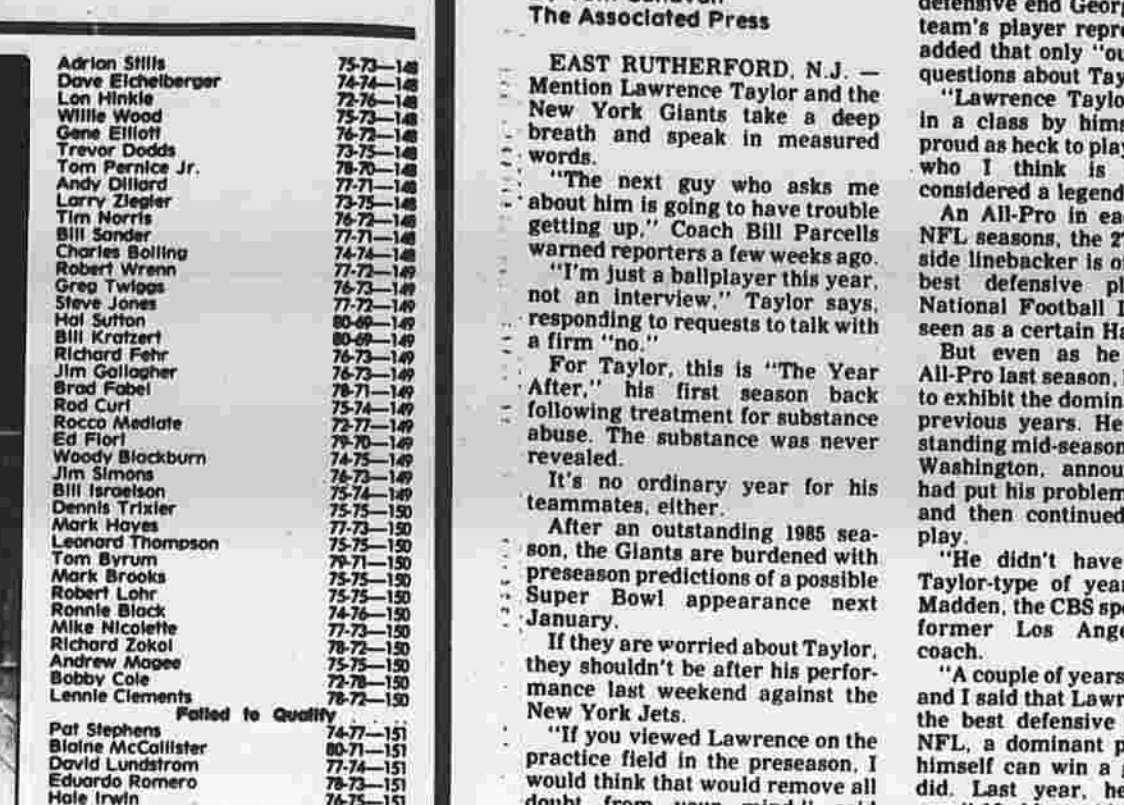 Adrian Stills 75-73—148
Dave Eichelberger 74-74—148
Lon Hinkle 72-76—148
Willie Wood 75-73—148
Gene Elliott 76-72—148
Trevor Dodds 73-75—148
Tom Pernice Jr. 78-70—148
Andy Dillard 77-71—148
Larry Ziegler 73-75—148
Tim Norris 76-72—148
Bill Sander 77-71—148
Charles Bolling 74-74—148
Robert Wrenn 77-72—149
Greg Twiggs 76-73—149
Steve Jones 77-72—149
Hal Sutton 80-69—149
Bill Kratzert 80-69—149
Richard Fehr 76-73—149
Jim Gallagher 76-73—149
Brad Fabel 78-71—149
Rod Curl 75-74—149
Rocco Mediate 72-77—149
Ed Fiori 79-70—149
Woody Blackburn 74-75—149
Jim Simons 76-73—149
Bill Israelson 75-74—149
Dennis Trixler 75-75—150
Mark Hayes 77-73—150
Leonard Thompson 75-75—150
Tom Byrum 79-71—150
Mark Brooks 75-75—150
Robert Lohr 75-75—150
Ronnie Black 74-76—150
Mike Nicolette 77-73—150
Richard Zokol 78-72—150
Andrew Magee 75-75—150
Bobby Cole 72-78—150
Lennie Clements 78-72—150
Failed to Qualify
Pat Stephens 74-77—151
Blaine McCallister 80-71—151
David Lundstrom 77-74—151
Eduardo Romero 78-73—151
Hale Irwin 76-75—151
The Associated Press
EAST RUTHERFORD, N.J. —
Mention Lawrence Taylor and the
New York Giants take a deep
breath and speak in measured
words.
"The next guy who asks me
about him is going to have trouble
getting up," Coach Bill Parcells
warned reporters a few weeks ago.
"I'm just a ballplayer this year,
not an interview," Taylor says,
responding to requests to talk with
a firm "no."
For Taylor, this is "The Year
After," his first season back
following treatment for substance
abuse. The substance was never
revealed.
It's no ordinary year for his
teammates, either.
After an outstanding 1985 sea-
son, the Giants are burdened with
preseason predictions of a possible
Super Bowl appearance next
January.
If they are worried about Taylor,
they shouldn't be after his perfor-
mance last weekend against the
New York Jets.
"If you viewed Lawrence on the
practice field in the preseason, I
would think that would remove all
doubt from your mind," said
defensive end Georg
team's player repre
added that only "ou
questions about Tay
"Lawrence Taylo
in a class by hims
proud as heck to play
who I think is
considered a legend
An All-Pro in ea
NFL seasons, the 2
side linebacker is o
best defensive pl
National Football
seen as a certain Ha
But even as he
All-Pro last season,
to exhibit the domin
previous years. He
standing mid-season
Washington, annou
had put his problem
and then continued
play.
"He didn't have
Taylor-type of year
Madden, the CBS sp
former Los Ange
coach.
"A couple of years
and I said that Lawr
the best defensive
NFL, a dominant p
himself can win a
did. Last year, he